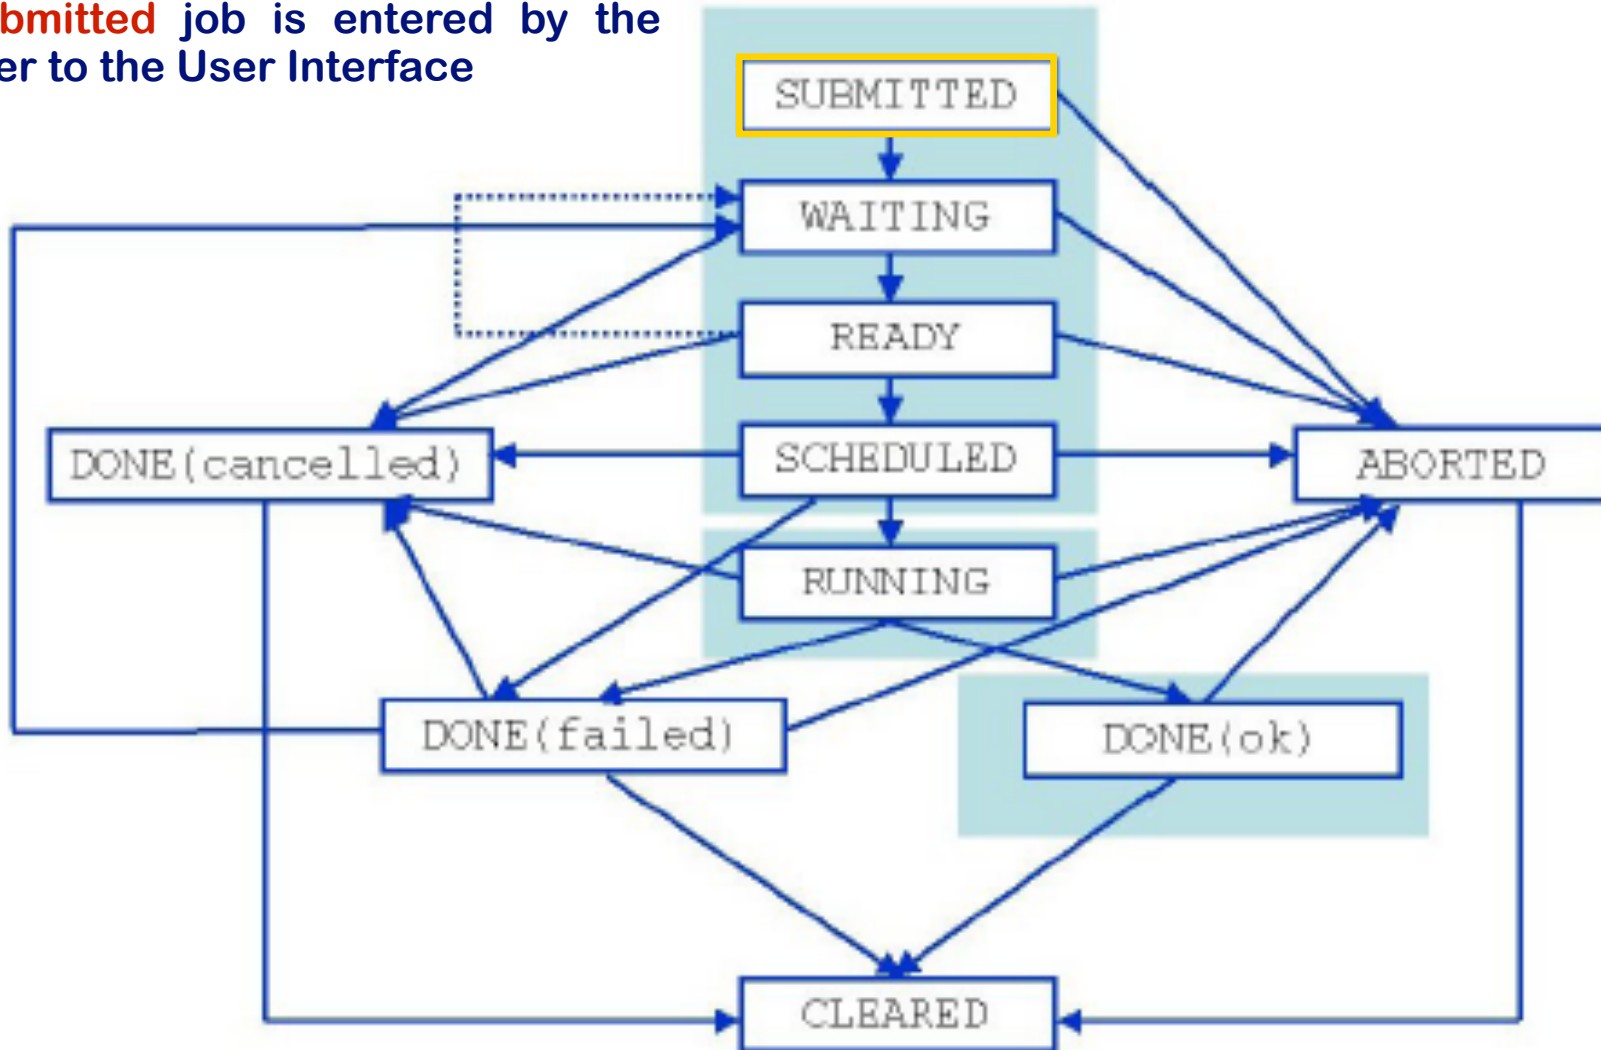 bmitted job is entered by the
er to the User Interface
SUBMITTED
WAITING
READY
SCHEDULED
DONE(cancelled)
ABORTED
RUNNING
DONE(failed)
DONE(ok)
CLEARED